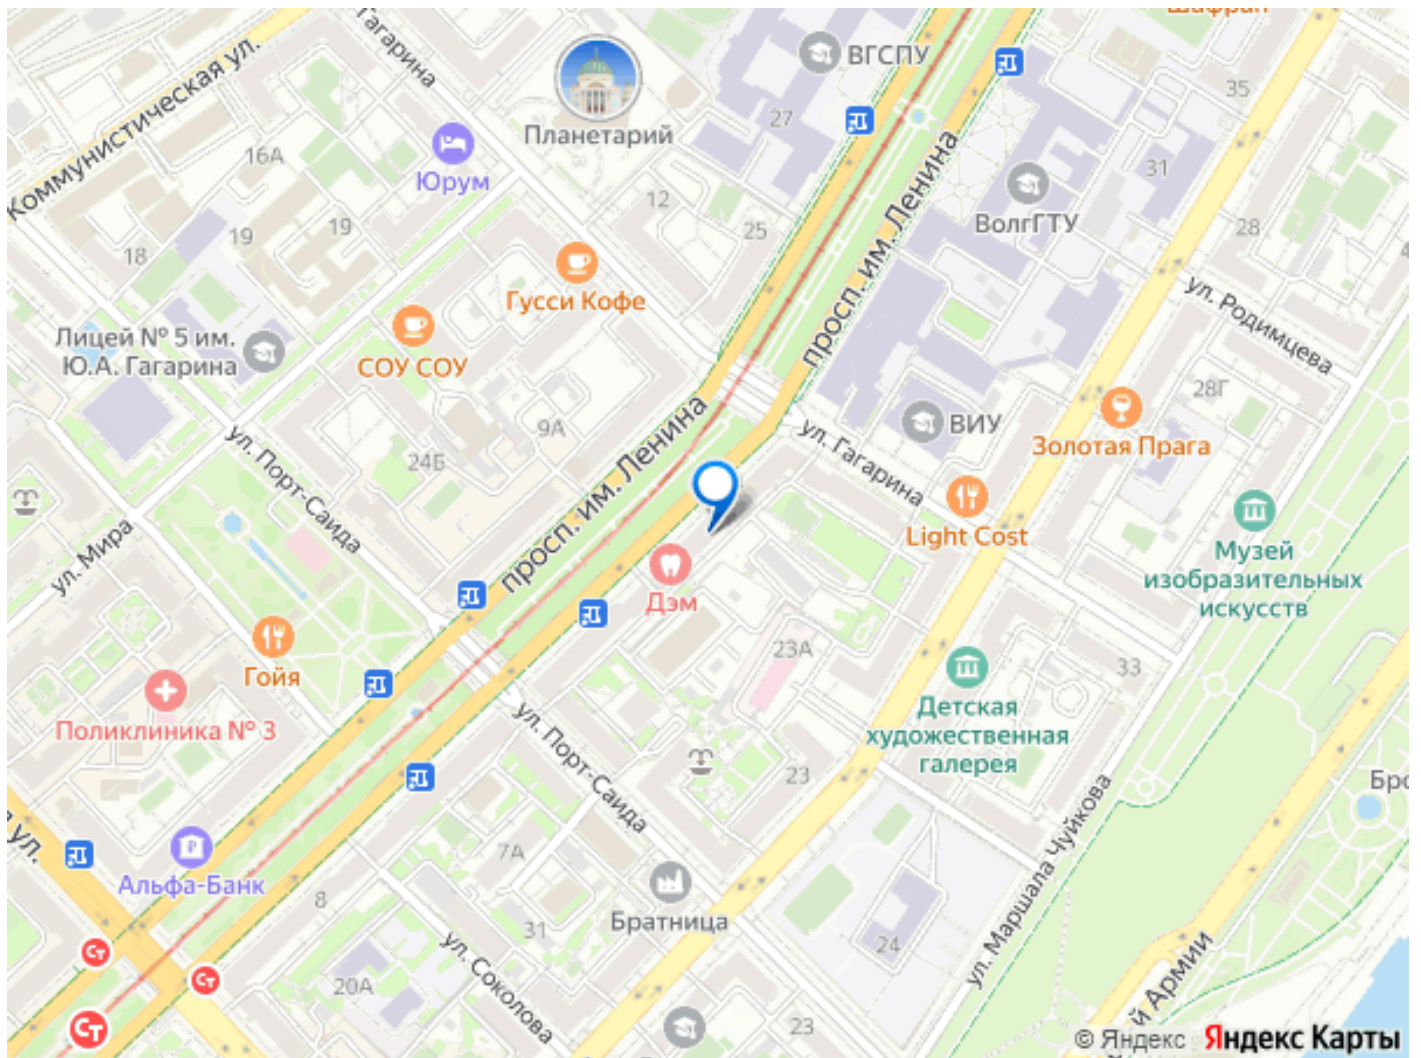 Шафран
Гагарина
ВГСПУ
Коммунистическая ул.
Планетарий
35
27
16А
Юрум
31
просп. им. Ленина
ВолгГТУ
12
19
19
25
28
18
Гусси Кофе
ул. Родимцева
Лицей № 5 им.
Ю.А. Гагарина
СОУ СОУ
28Г
9А
ВИУ
ул. Гагарина
Золотая Прага
24Б
просп. им. Ленина
ул. Порт-Саида
Light Cost
Музей
изобразительных
искусств
ул. Мира
Дэм
23А
Гойя
33
Детская
художественная
галерея
Поликлиника № 3
ул. Порт-Саида
23
Бро
ул.
ул. Маршала Чуйкова
7А
Альфа-Банк
8
Братница
31
24
ул. Соколова
20А
й Армии
23
© Яндекс Яндекс Карты